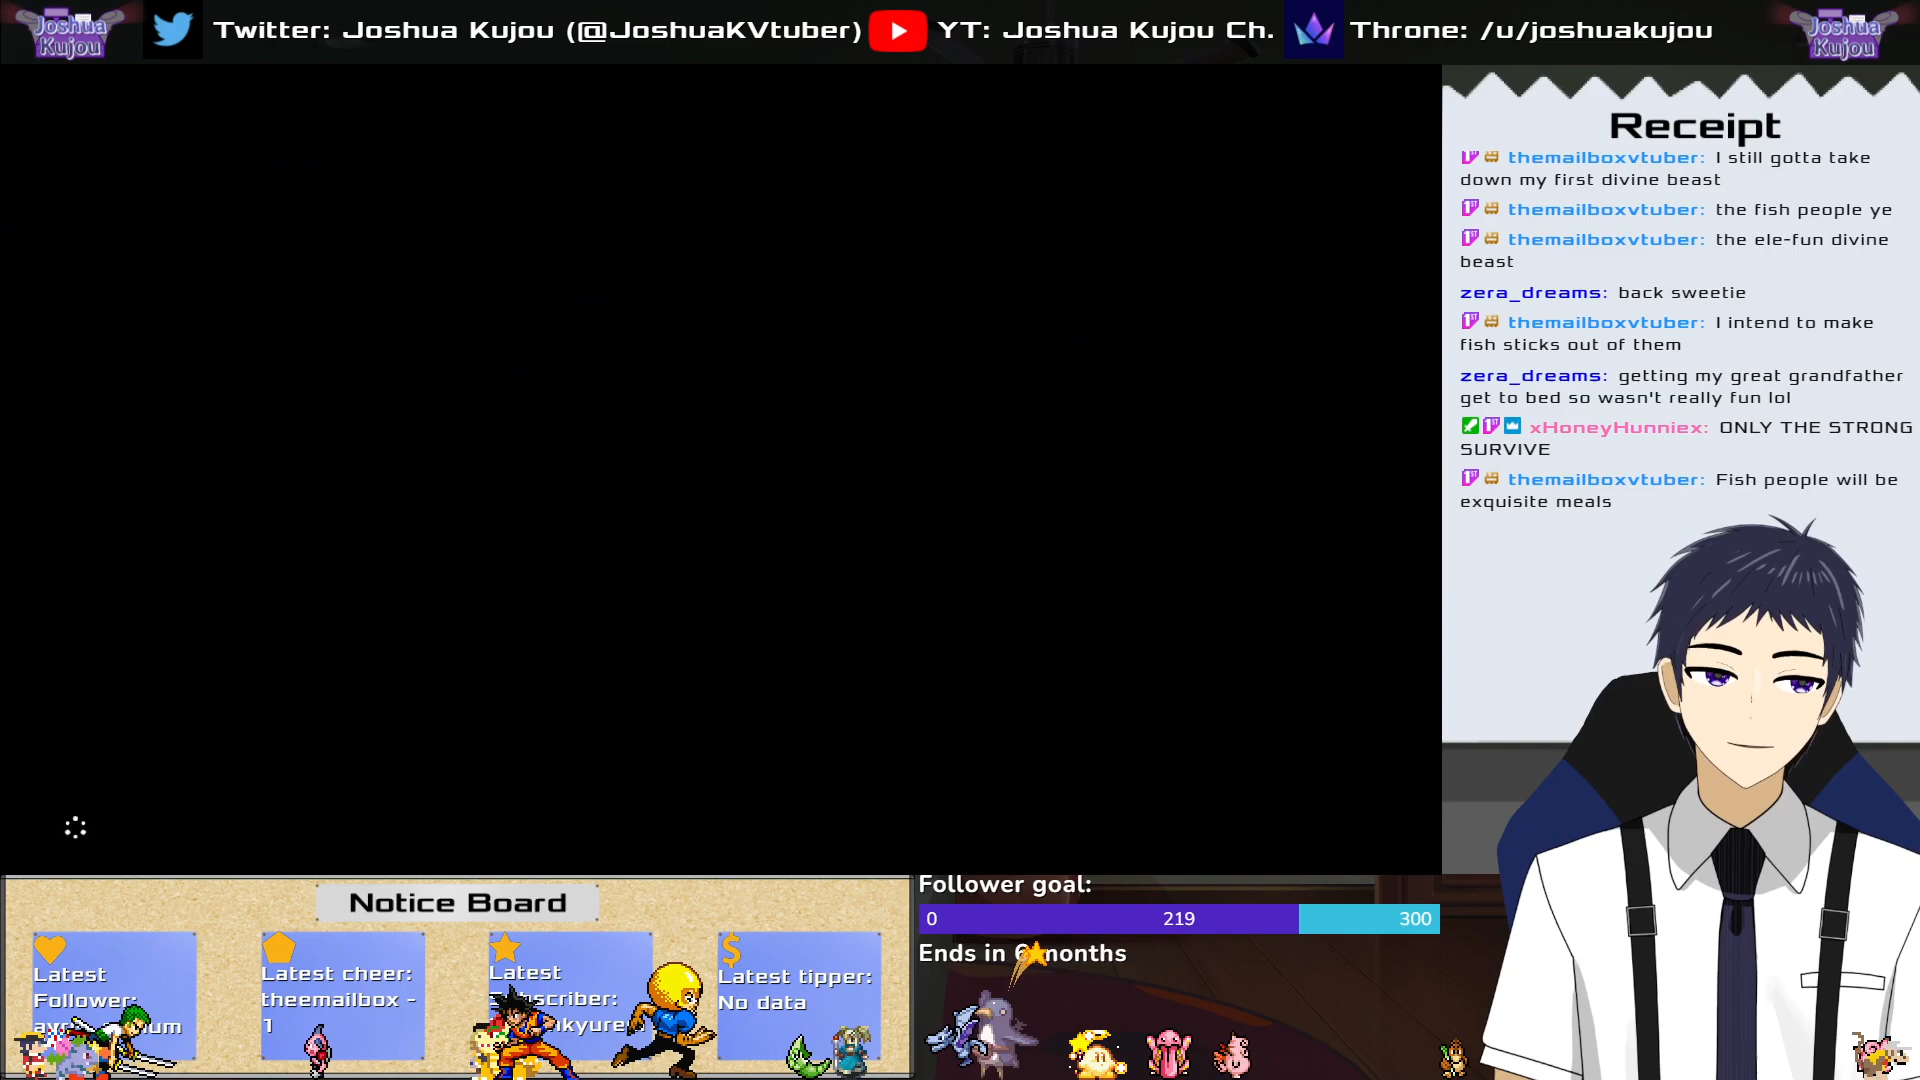 Joshua Kujou
Twitter: Joshua Kujou (@JoshuaKVtuber)
YT: Joshua Kujou Ch.
Throne: /u/joshuakujou
Joshua Kujou
Receipt
themailboxvtuber: I still gotta take
down my first divine beast
themailboxvtuber: the fish people ye
themailboxvtuber: the ele-fun divine
beast
zera_dreams: back sweetie
themailboxvtuber: I intend to make
fish sticks out of them
zera_dreams: getting my great grandfather
get to bed so wasn't really fun lol
xHoneyHunniex: ONLY THE STRONG
SURVIVE
themailboxvtuber: Fish people will be
exquisite meals
Notice Board
Latest
Follower:
Latest cheer:
theemailbox -
1
Latest
Latest tipper:
No data
Follower goal:
0 219 300
Ends in 6 months